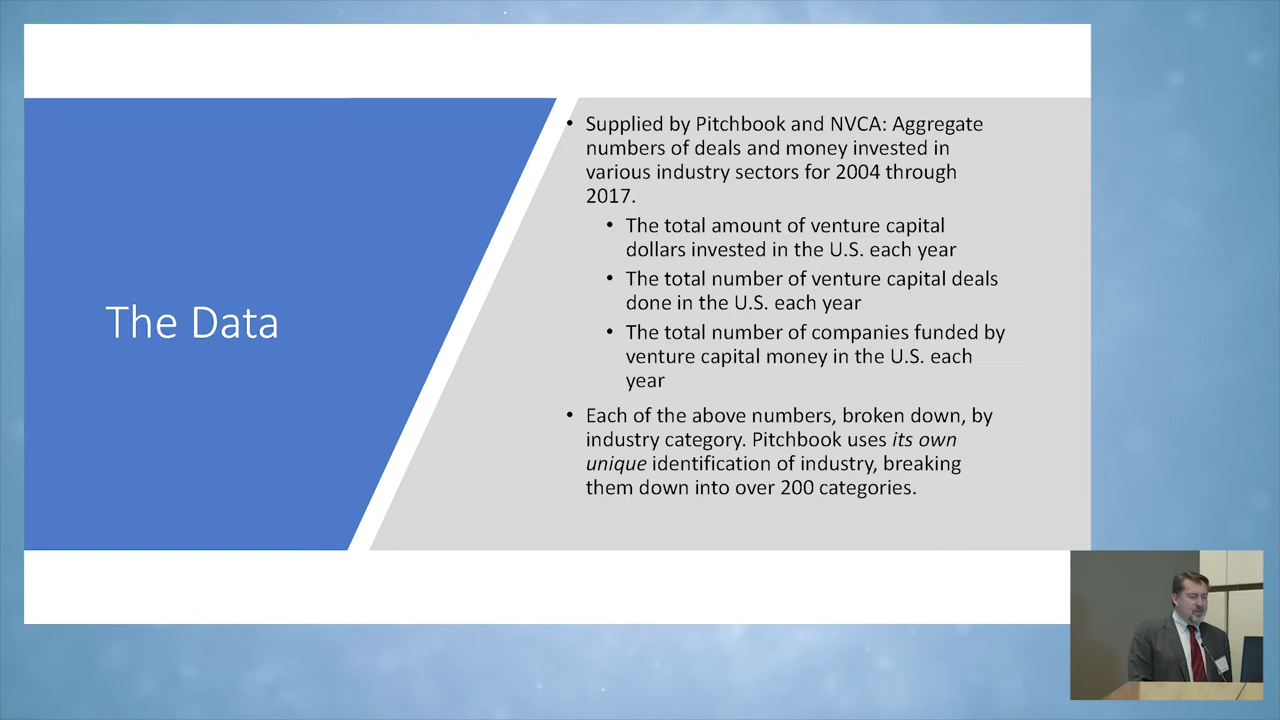 The Data
• Supplied by Pitchbook and NVCA: Aggregate
numbers of deals and money invested in
various industry sectors for 2004 through
2017.
• The total amount of venture capital
dollars invested in the U.S. each year
• The total number of venture capital deals
done in the U.S. each year
• The total number of companies funded by
venture capital money in the U.S. each
year
• Each of the above numbers, broken down, by
industry category. Pitchbook uses its own
unique identification of industry, breaking
them down into over 200 categories.